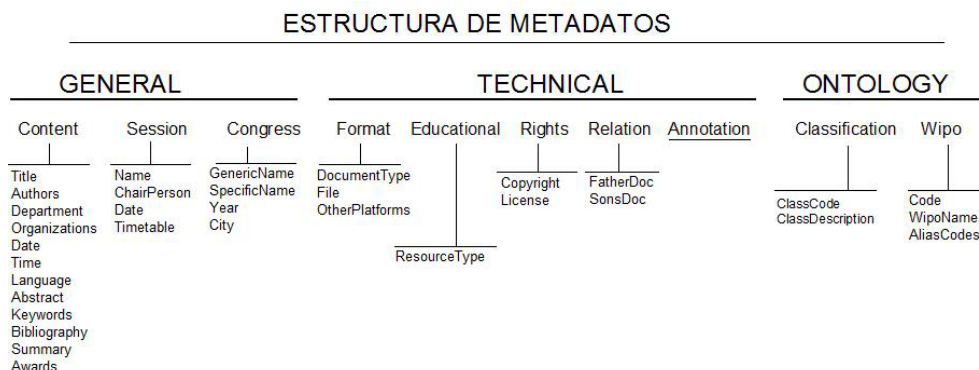 ESTRUCTURA DE METADATOS
GENERAL TECHNICAL ONTOLOGY
Content Session Congress Format Educational Rights Relation Annotation Classification Wipo
Title
Authors
Department
Organizations
Date
Time
Language
Abstract
Keywords
Bibliography
Summary
Awards
Name
ChairPerson
Date
Timetable
GenericName
SpecificName
Year
City
DocumentType
File
OtherPlatforms
ResourceType
Copyright
License
FatherDoc
SonsDoc
ClassCode
ClassDescription
Code
WipoName
AliasCodes